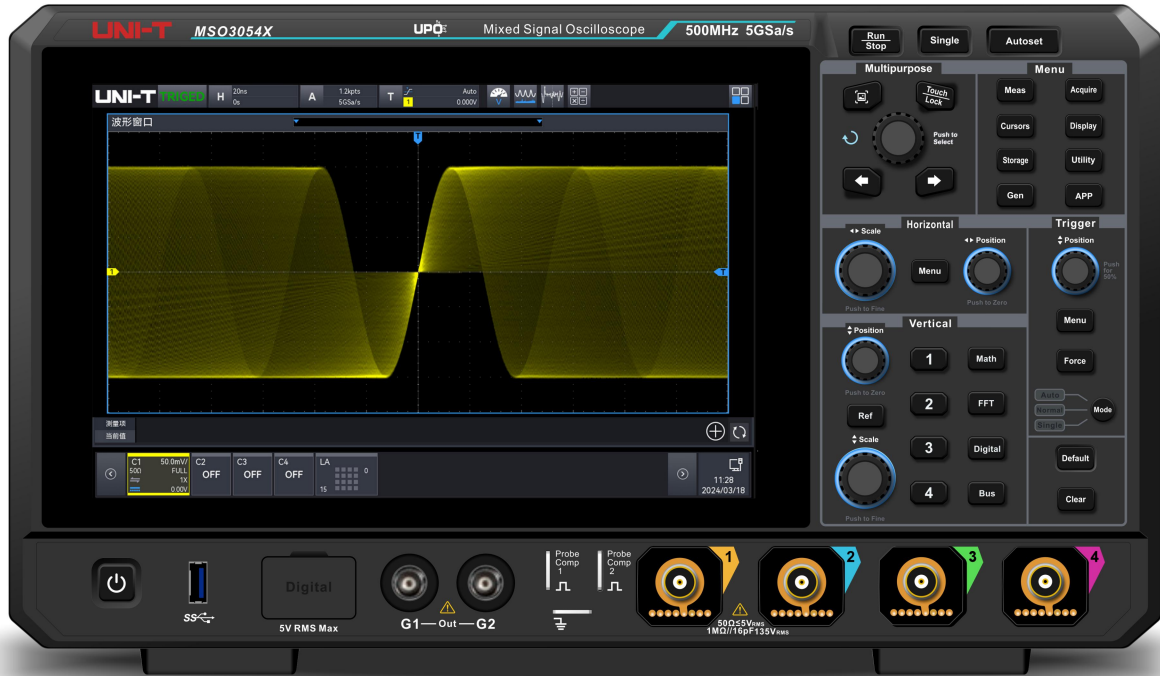 UNI-T MSO3054X UPO Mixed Signal Oscilloscope 500MHz 5GSa/s
Run
Stop
Single
Autoset
UNI-T TRIGED H 20ns 0s A 1.2kpts 5GSa/s T 1 Auto 0.000V V
波形窗口
T
1
T
测量项
当前值
C1 50.0mV/
50Ω FULL
1X
0.00V
C2
OFF
C3
OFF
C4
OFF
LA
0
15
11:28
2024/03/18
Multipurpose
Touch
Lock
Push to
Select
Menu
Meas
Acquire
Cursors
Display
Storage
Utility
Gen
APP
Horizontal
Scale
Position
Menu
Push to Fine
Push to Zero
Trigger
Position
Push
for
50%
Menu
Force
Auto
Normal
Single
Mode
Default
Clear
Vertical
Position
Push to Zero
Ref
Scale
Push to Fine
1
Math
2
FFT
3
Digital
4
Bus
SS
Digital
5V RMS Max
G1 Out G2
Probe
Comp
1
Probe
Comp
2
1
2
3
4
50Ω≤5VRMS
1MΩ//16pF135VRMS